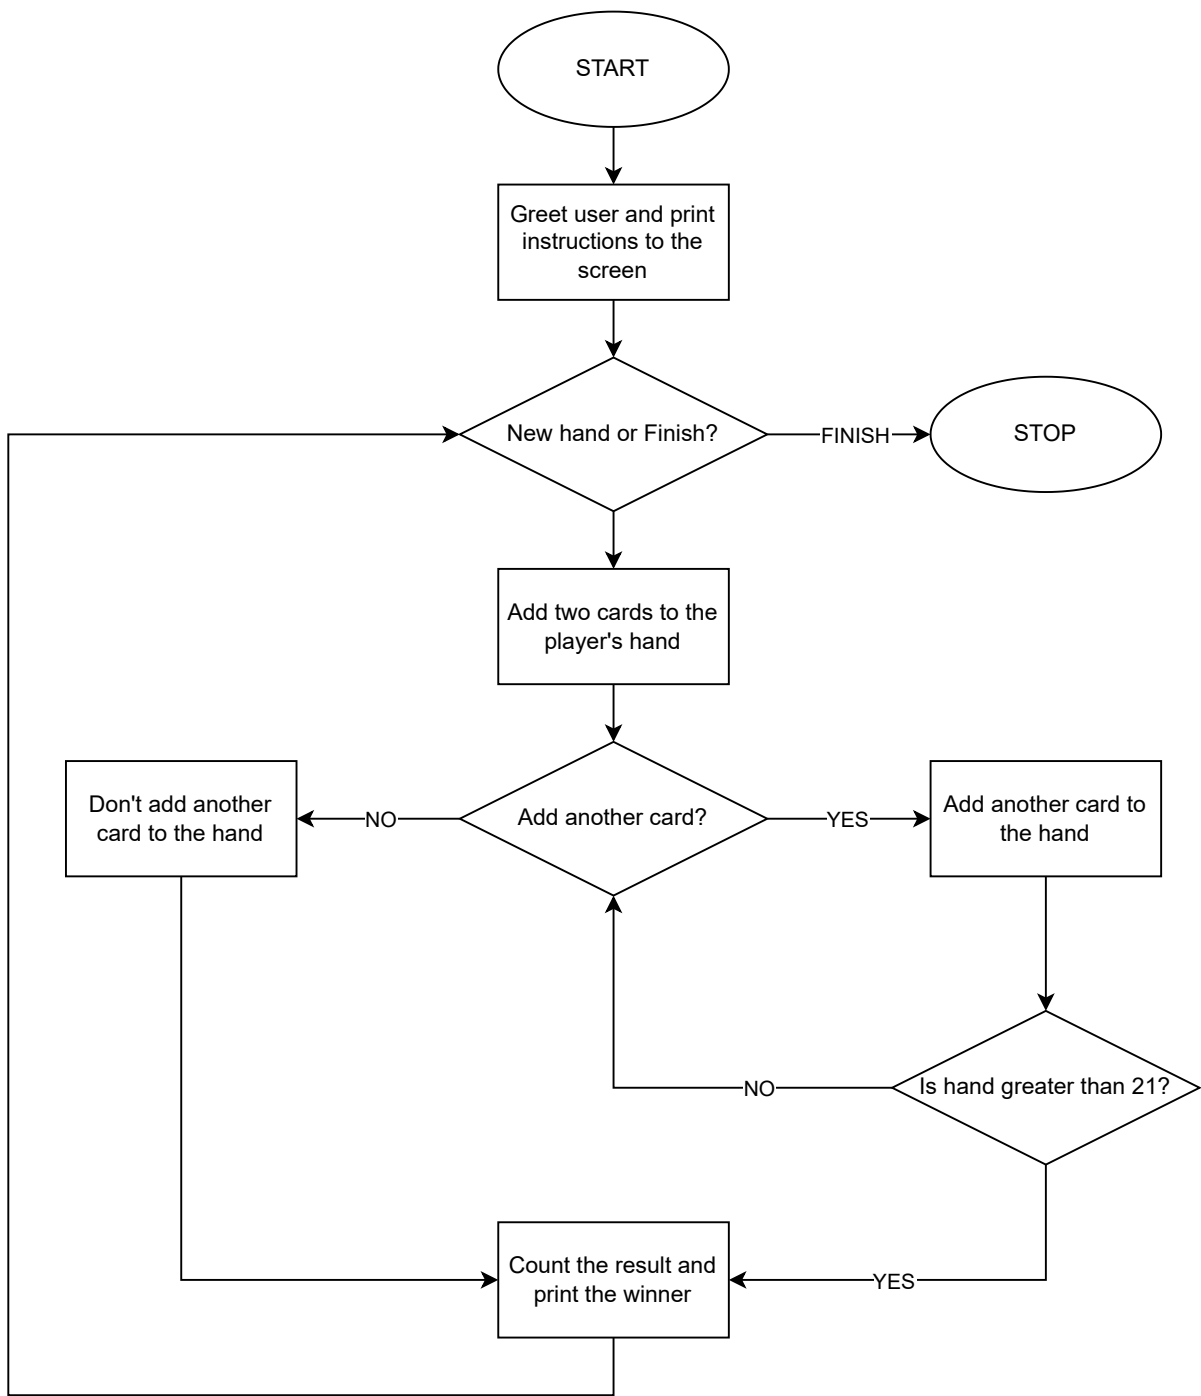 START
Greet user and print
instructions to the
screen
New hand or Finish?
FINISH
STOP
Add two cards to the
player's hand
Don't add another
card to the hand
NO
Add another card?
YES
Add another card to
the hand
NO
Is hand greater than 21?
Count the result and
print the winner
YES